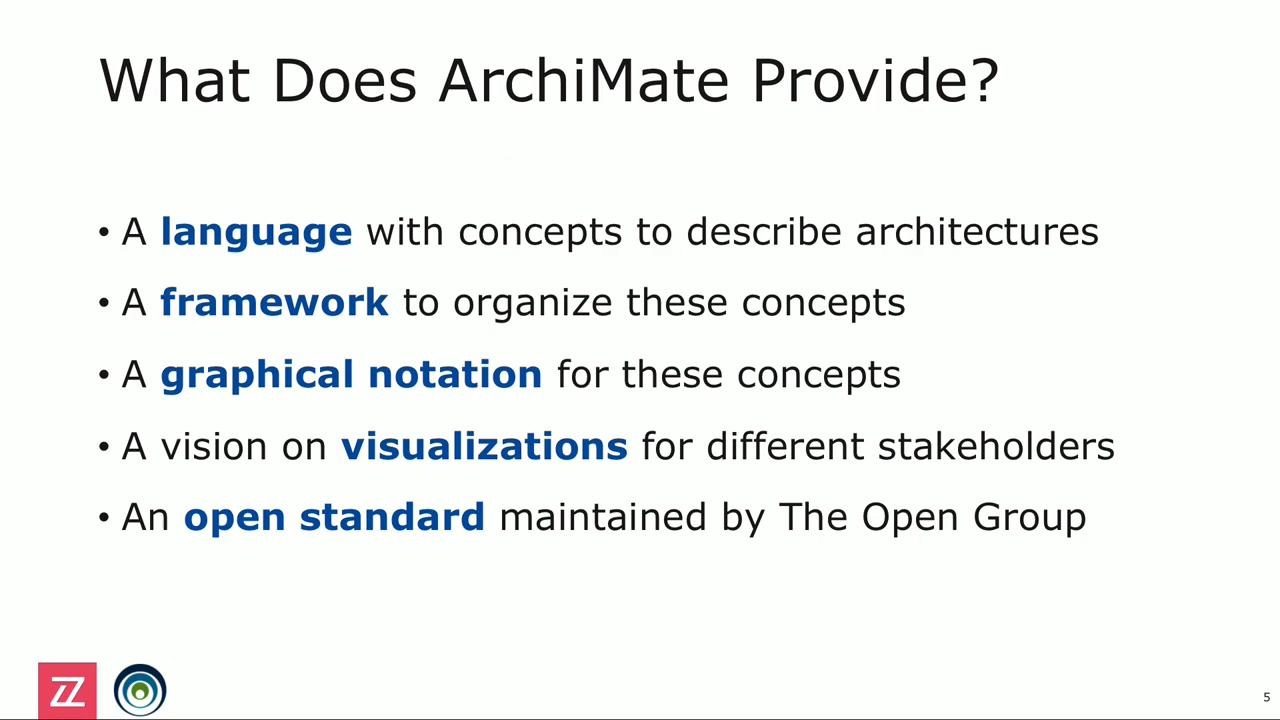 What Does ArchiMate Provide?
• A language with concepts to describe architectures
• A framework to organize these concepts
• A graphical notation for these concepts
• A vision on visualizations for different stakeholders
• An open standard maintained by The Open Group
5